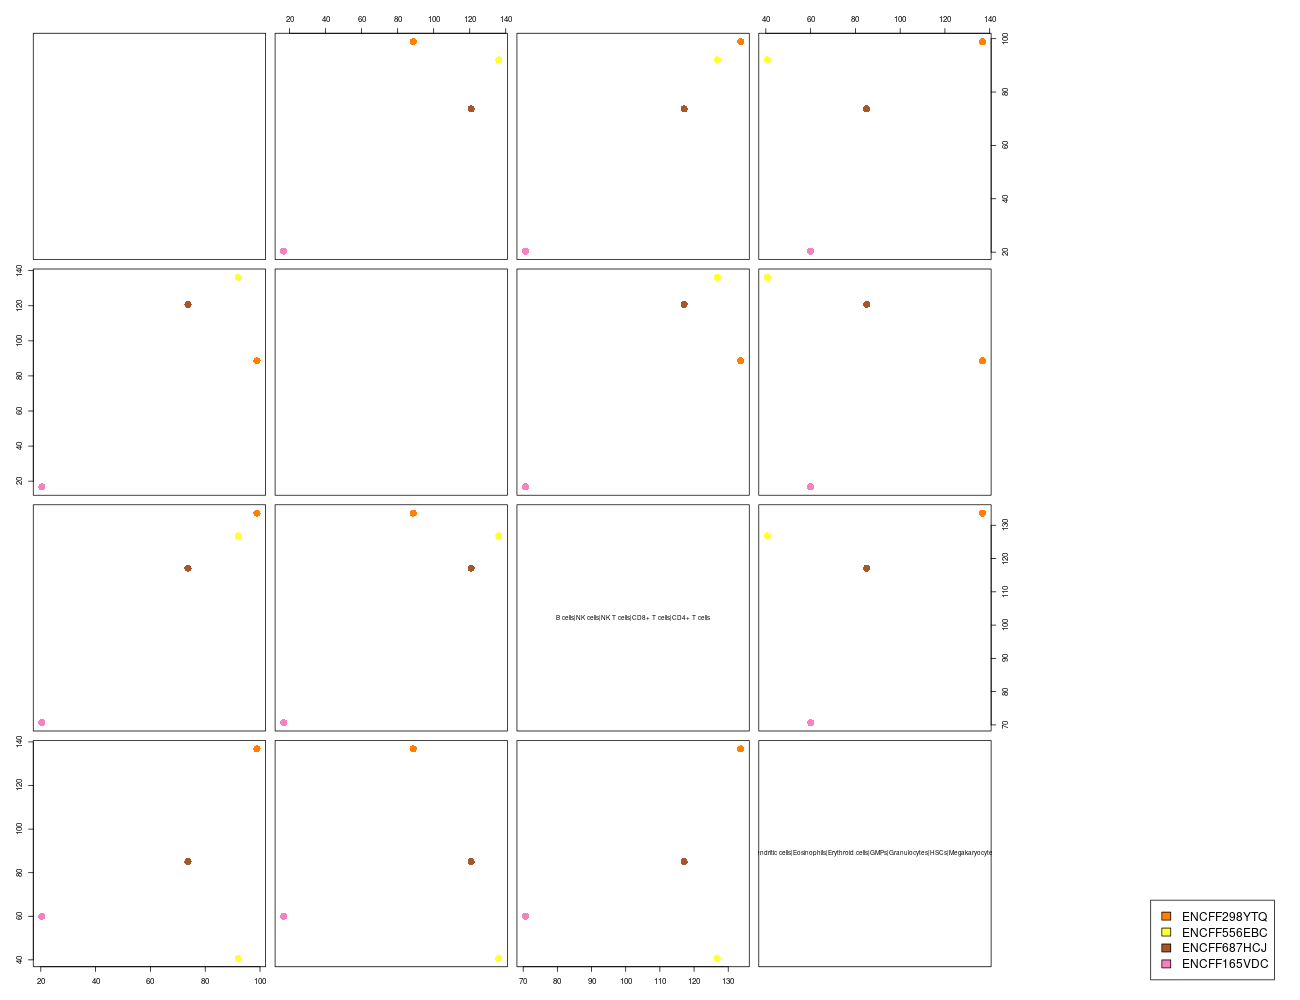 20 40 60 80 100 120 140
40 60 80 100 120 140
20 40 60 80 100
20 40 60 80 100 120 140
B cells|NK cells|NK T cells|CD8+ T cells|CD4+ T cells
70 80 90 100 110 120 130
cells|Eosinophils|Erythroid cells|GMPs|Granulocytes|HSCs|
40 60 80 100 120 140
20 40 60 80 100
70 80 90 100 110 120 130
ENCFF298YTQ
ENCFF556EBC
ENCFF687HCJ
ENCFF165VDC